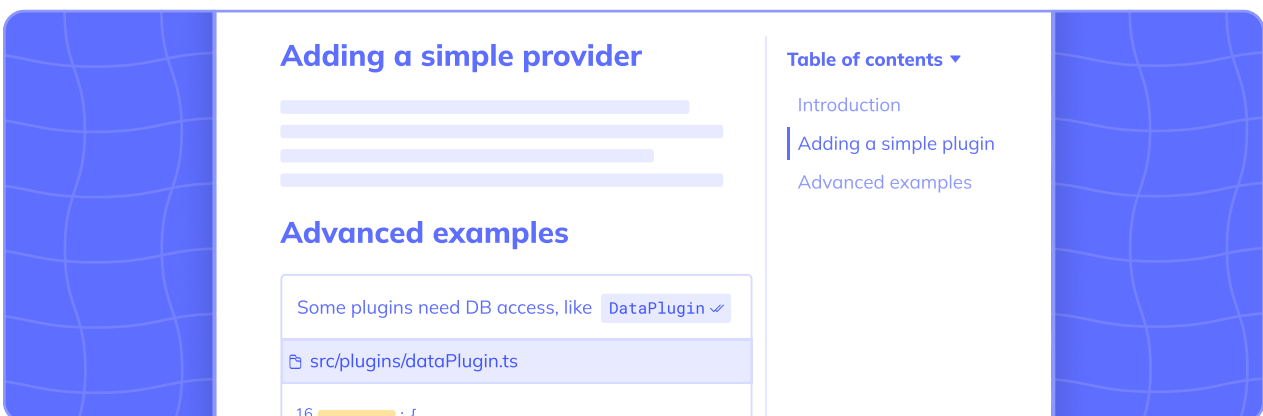 Adding a simple provider
Advanced examples
Some plugins need DB access, like DataPlugin
src/plugins/dataPlugin.ts
16 : {
Table of contents
Introduction
Adding a simple plugin
Advanced examples